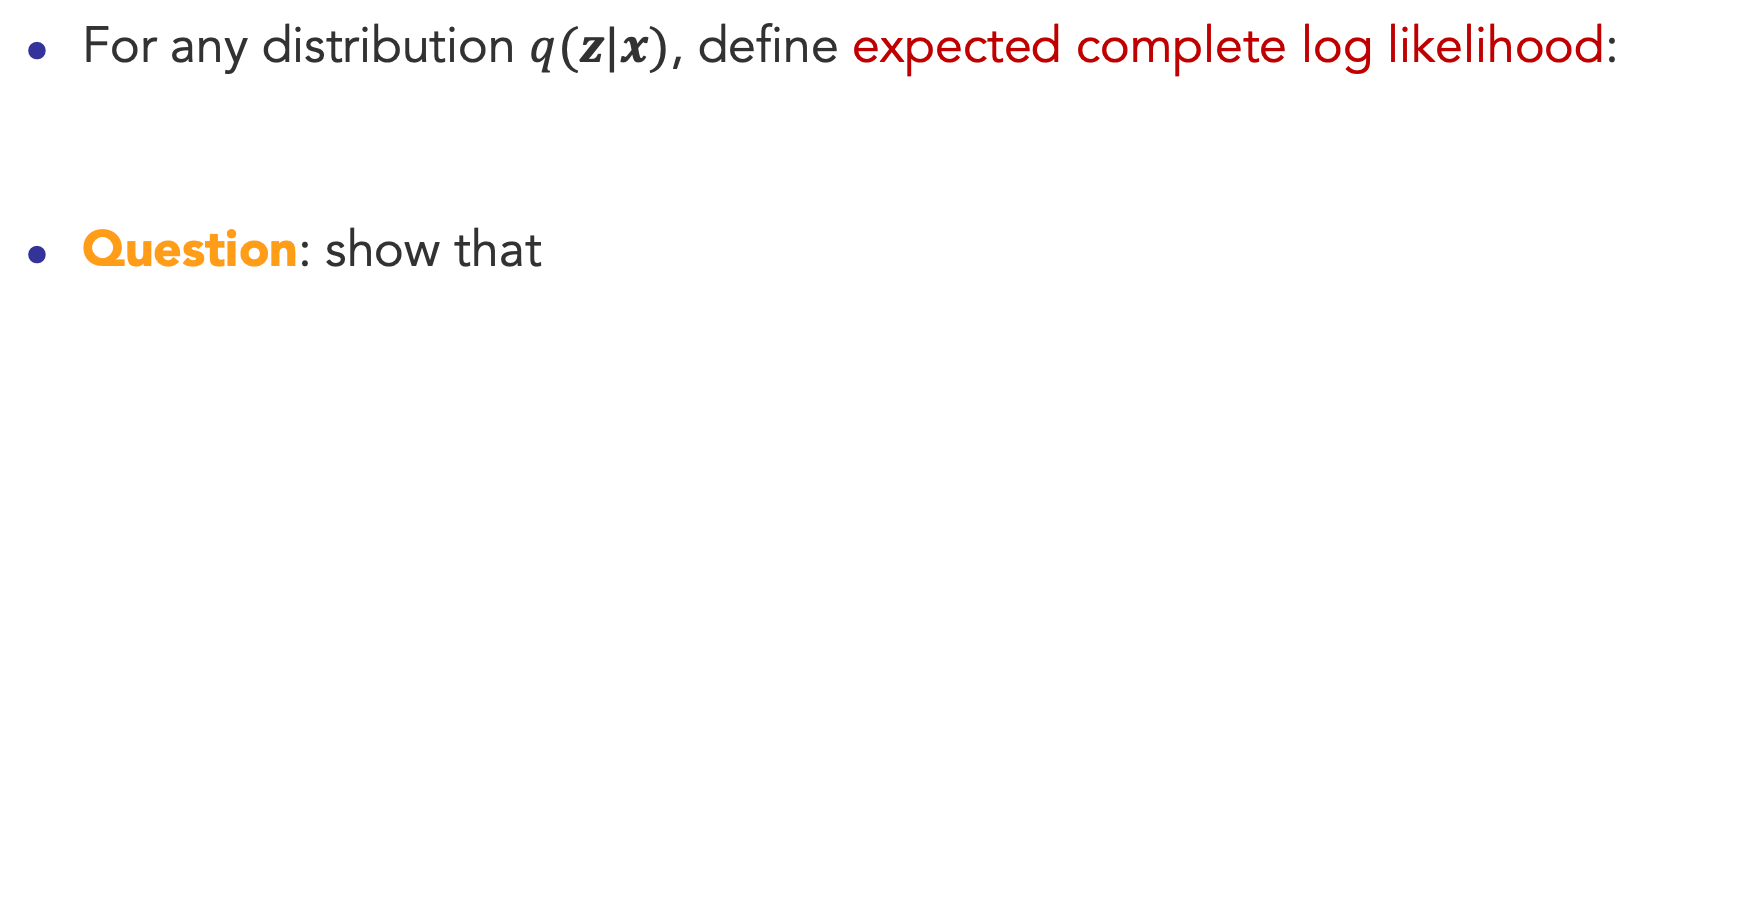 • For any distribution q(z|x), define expected complete log likelihood:
• Question: show that